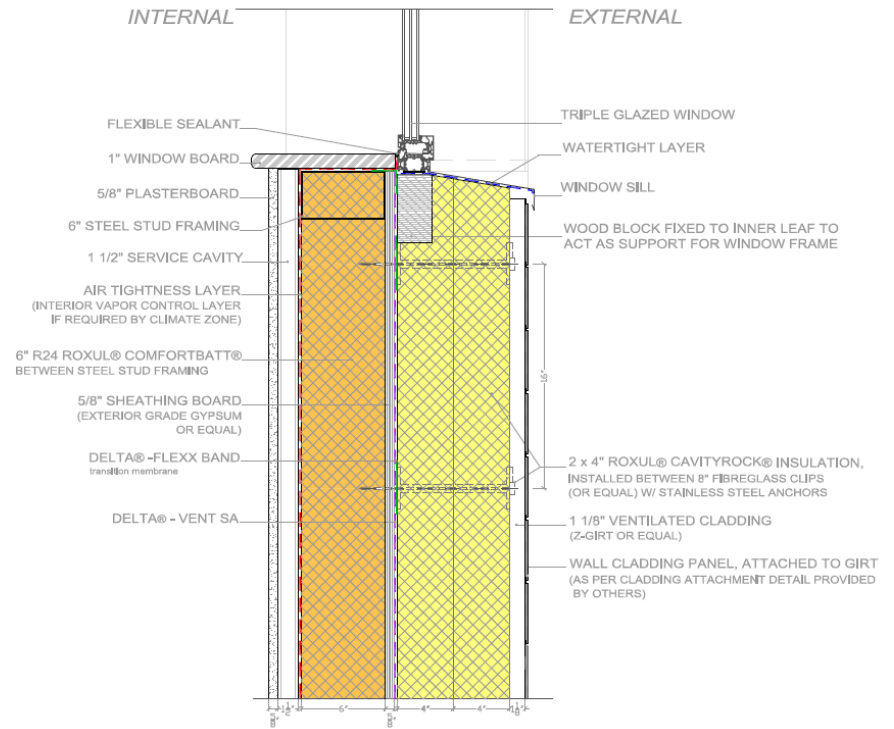 INTERNAL
EXTERNAL
FLEXIBLE SEALANT
1" WINDOW BOARD
5/8" PLASTERBOARD
6" STEEL STUD FRAMING
1 1/2" SERVICE CAVITY
AIR TIGHTNESS LAYER
(INTERIOR VAPOR CONTROL LAYER
IF REQUIRED BY CLIMATE ZONE)
6" R24 ROXUL® COMFORTBATT®
BETWEEN STEEL STUD FRAMING
5/8" SHEATHING BOARD
(EXTERIOR GRADE GYPSUM
OR EQUAL)
DELTA®-FLEXX BAND
transition membrane
DELTA® - VENT SA
TRIPLE GLAZED WINDOW
WATERTIGHT LAYER
WINDOW SILL
WOOD BLOCK FIXED TO INNER LEAF TO
ACT AS SUPPORT FOR WINDOW FRAME
16"
2 x 4" ROXUL® CAVITYROCK® INSULATION,
INSTALLED BETWEEN 8" FIBREGLASS CLIPS
(OR EQUAL) W/ STAINLESS STEEL ANCHORS
1 1/8" VENTILATED CLADDING
(Z-GIRT OR EQUAL)
WALL CLADDING PANEL, ATTACHED TO GIRT
(AS PER CLADDING ATTACHMENT DETAIL PROVIDED
BY OTHERS)
6" 4" 4"